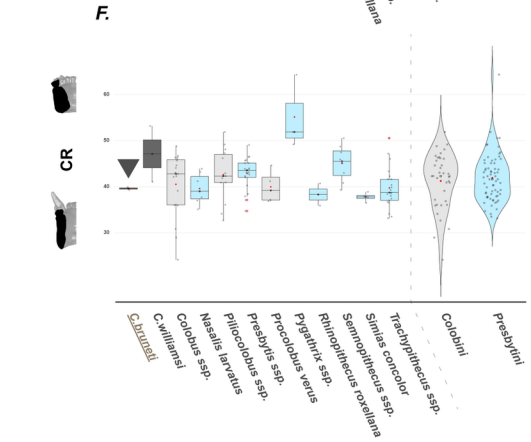 llana
F.
CR
60
50
40
30
C.bruneti
C.williamsi
Colobus ssp.
Nasalis larvatus
Piliocolobus ssp.
Presbytis ssp.
Procolobus verus
Pygathrix ssp.
Rhinopithecus roxellana
Semnopithecus ssp.
Simias concolor
Trachypithecus ssp.
Colobini
Presbytini